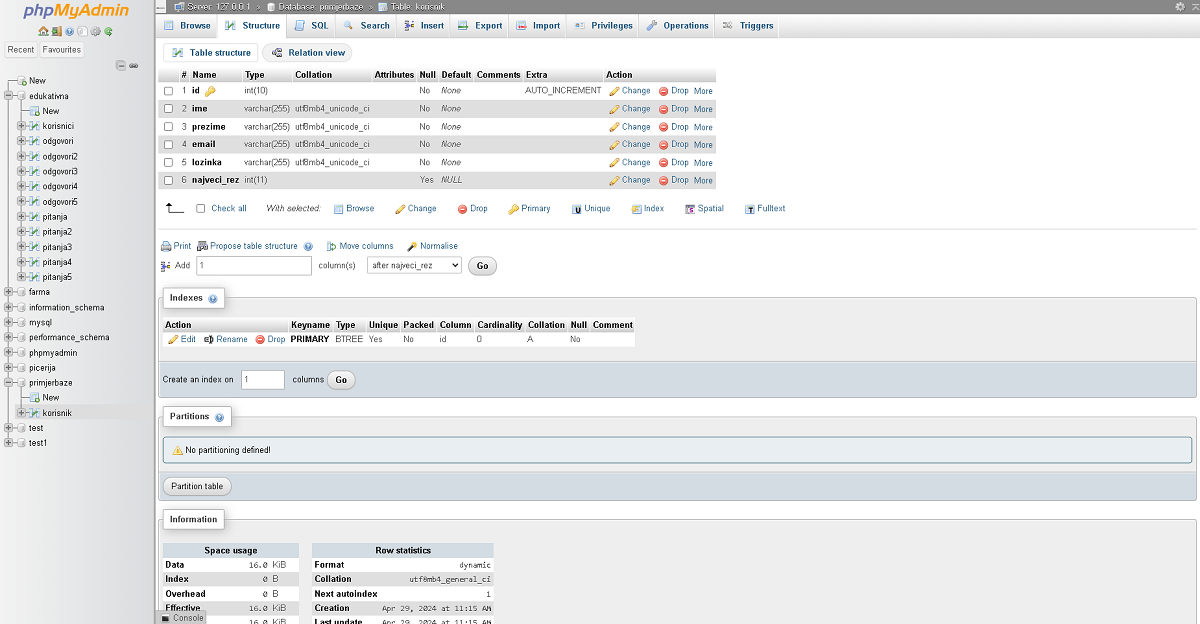 phpMyAdmin
Recent Favourites
New
edukativna
New
korisnici
odgovori
odgovori2
odgovori3
odgovori4
odgovori5
pitanja
pitanja2
pitanja3
pitanja4
pitanja5
farma
information_schema
mysql
performance_schema
phpmyadmin
picerija
primjerbaze
New
korisnik
test
test1
Server: 127.0.0.1 » Database: primjerbaze » Table: korisnik
Browse Structure SQL Search Insert Export Import Privileges Operations Triggers
Table structure Relation view
# Name Type Collation Attributes Null Default Comments Extra Action
1 id int(10) No None AUTO_INCREMENT Change Drop More
2 ime varchar(255) utf8mb4_unicode_ci No None Change Drop More
3 prezime varchar(255) utf8mb4_unicode_ci No None Change Drop More
4 email varchar(255) utf8mb4_unicode_ci No None Change Drop More
5 lozinka varchar(255) utf8mb4_unicode_ci No None Change Drop More
6 najveci_rez int(11) Yes NULL Change Drop More
Check all With selected: Browse Change Drop Primary Unique Index Spatial Fulltext
Print Propose table structure Move columns Normalise
Add 1 column(s) after najveci_rez Go
Indexes
Action Keyname Type Unique Packed Column Cardinality Collation Null Comment
Edit Rename Drop PRIMARY BTREE Yes No id 0 A No
Create an index on 1 columns Go
Partitions
No partitioning defined!
Partition table
Information
Space usage
Data 16.0 KiB
Index 0 B
Overhead 0 B
Effective 16.0 KiB
16.0 KiB
Row statistics
Format dynamic
Collation utf8mb4_general_ci
Next autoindex 1
Creation Apr 29, 2024 at 11:15 AM
Last update Apr 29, 2024 at 11:15 AM
Console